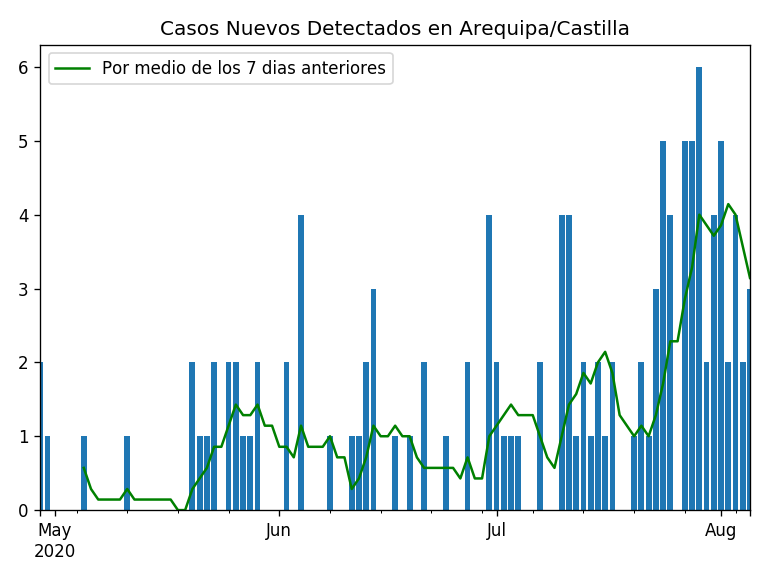 Casos Nuevos Detectados en Arequipa/Castilla
Por medio de los 7 dias anteriores
6
5
4
3
2
1
0
May Jun Jul Aug
2020